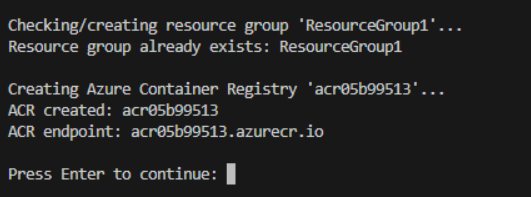 Checking/creating resource group 'ResourceGroup1'...
Resource group already exists: ResourceGroup1
Creating Azure Container Registry 'acr05b99513'...
ACR created: acr05b99513
ACR endpoint: acr05b99513.azurecr.io
Press Enter to continue: